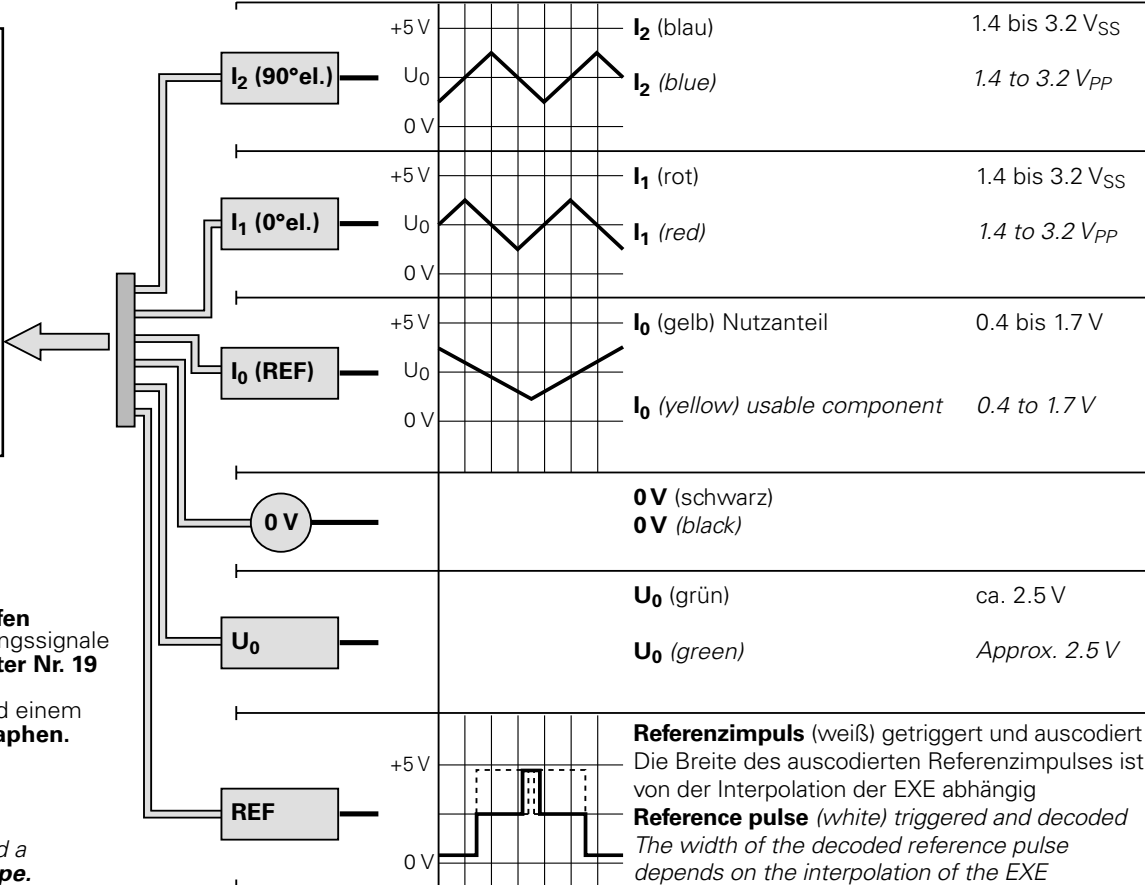 +5 V
I2 (blau)
1.4 bis 3.2 VSS
I2 (90°el.)
U0
I2 (blue)
1.4 to 3.2 VPP
0 V
+5 V
I1 (rot)
1.4 bis 3.2 VSS
I1 (0°el.)
U0
I1 (red)
1.4 to 3.2 VPP
0 V
+5 V
I0 (gelb) Nutzanteil
0.4 bis 1.7 V
I0 (REF)
U0
0 V
I0 (yellow) usable component
0.4 to 1.7 V
0 V
0 V (schwarz)
0 V (black)
U0 (grün)
ca. 2.5 V
U0
U0 (green)
Approx. 2.5 V
fen
ngssignale
ter Nr. 19
d einem
aphen.
Referenzimpuls (weiß) getriggert und auscodiert
+5 V
Die Breite des auscodierten Referenzimpulses ist
von der Interpolation der EXE abhängig
REF
Reference pulse (white) triggered and decoded
The width of the decoded reference pulse
0 V
depends on the interpolation of the EXE
d a
pe.